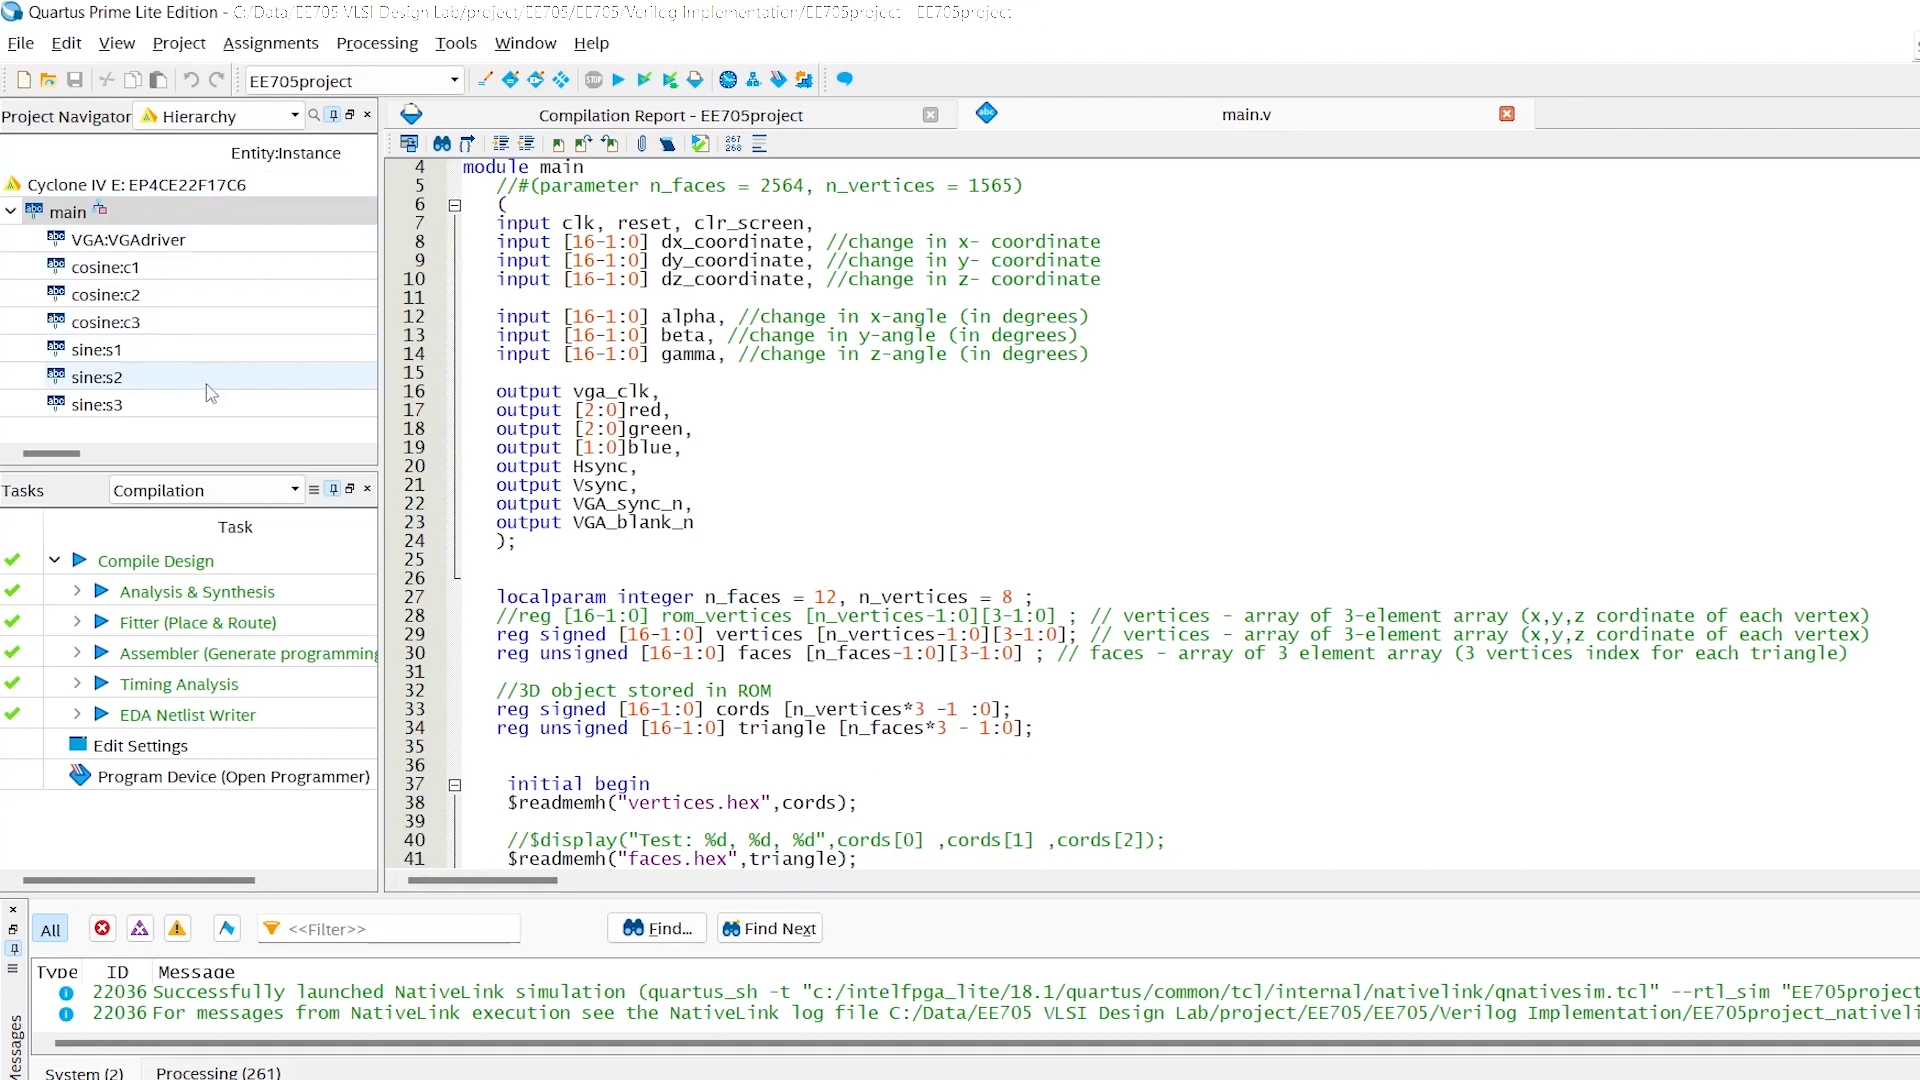 Quartus Prime Lite Edition - C:/Data/EE705 VLSI Design Lab/project/EE705/EE705/Verilog Implementation/EE705project - EE705project
File Edit View Project Assignments Processing Tools Window Help
EE705project
Project Navigator Hierarchy
Compilation Report - EE705project
main.v
Entity:Instance
Cyclone IV E: EP4CE22F17C6
main
VGA:VGAdriver
cosine:c1
cosine:c2
cosine:c3
sine:s1
sine:s2
sine:s3
Tasks Compilation
Task
Compile Design
Analysis & Synthesis
Fitter (Place & Route)
Assembler (Generate programming
Timing Analysis
EDA Netlist Writer
Edit Settings
Program Device (Open Programmer)
267
268
4 module main
5 //#(parameter n_faces = 2564, n_vertices = 1565)
6 (
7 input clk, reset, clr_screen,
8 input [16-1:0] dx_coordinate, //change in x- coordinate
9 input [16-1:0] dy_coordinate, //change in y- coordinate
10 input [16-1:0] dz_coordinate, //change in z- coordinate
11
12 input [16-1:0] alpha, //change in x-angle (in degrees)
13 input [16-1:0] beta, //change in y-angle (in degrees)
14 input [16-1:0] gamma, //change in z-angle (in degrees)
15
16 output vga_clk,
17 output [2:0]red,
18 output [2:0]green,
19 output [1:0]blue,
20 output Hsync,
21 output Vsync,
22 output VGA_sync_n,
23 output VGA_blank_n
24 );
25
26
27 localparam integer n_faces = 12, n_vertices = 8 ;
28 //reg [16-1:0] rom_vertices [n_vertices-1:0][3-1:0] ; // vertices - array of 3-element array (x,y,z cordinate of each vertex)
29 reg signed [16-1:0] vertices [n_vertices-1:0][3-1:0]; // vertices - array of 3-element array (x,y,z cordinate of each vertex)
30 reg unsigned [16-1:0] faces [n_faces-1:0][3-1:0] ; // faces - array of 3 element array (3 vertices index for each triangle)
31
32 //3D object stored in ROM
33 reg signed [16-1:0] cords [n_vertices*3 -1 :0];
34 reg unsigned [16-1:0] triangle [n_faces*3 - 1:0];
35
36
37 initial begin
38 $readmemh("vertices.hex",cords);
39
40 //$display("Test: %d, %d, %d",cords[0] ,cords[1] ,cords[2]);
41 $readmemh("faces.hex",triangle);
All <<Filter>> Find... Find Next
Type ID Message
22036 Successfully launched NativeLink simulation (quartus_sh -t "c:/intelfpga_lite/18.1/quartus/common/tcl/internal/nativelink/qnativesim.tcl" --rtl_sim "EE705project
22036 For messages from NativeLink execution see the NativeLink log file C:/Data/EE705 VLSI Design Lab/project/EE705/EE705/Verilog Implementation/EE705project_nativeli
Messages
System (2) Processing (261)